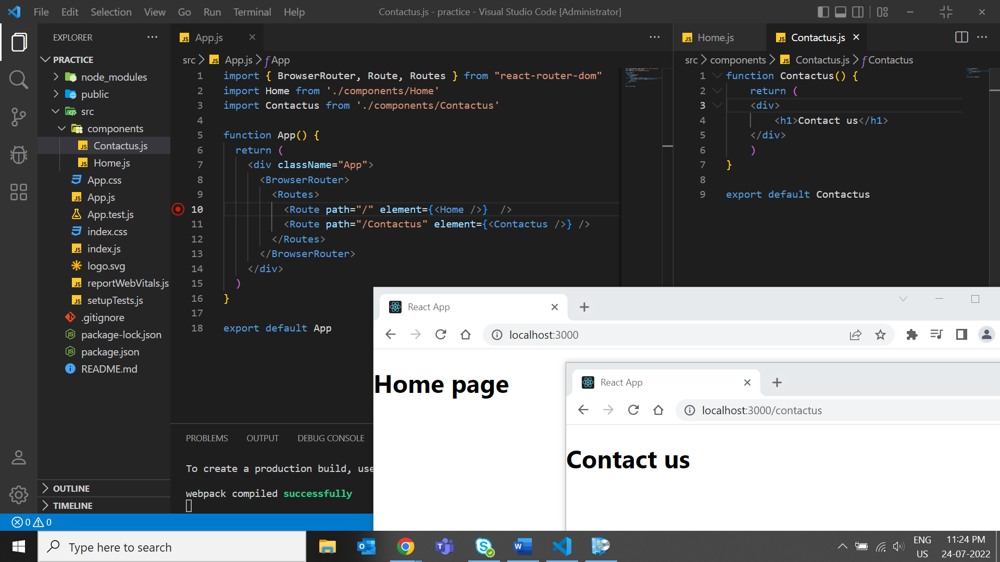 File Edit Selection View Go Run Terminal Help
Contactus.js - practice - Visual Studio Code [Administrator]
EXPLORER
PRACTICE
node_modules
public
src
components
Contactus.js
Home.js
App.css
App.js
App.test.js
index.css
index.js
logo.svg
reportWebVitals.js
setupTests.js
.gitignore
package-lock.json
package.json
README.md
OUTLINE
TIMELINE
App.js
src > App.js > App
1 import { BrowserRouter, Route, Routes } from "react-router-dom"
2 import Home from './components/Home'
3 import Contactus from './components/Contactus'
4
5 function App() {
6 return (
7 <div className="App">
8 <BrowserRouter>
9 <Routes>
10 <Route path="/" element={<Home />}  />
11 <Route path="/Contactus" element={<Contactus />} />
12 </Routes>
13 </BrowserRouter>
14 </div>
15 )
16 }
17
18 export default App
Home.js Contactus.js
src > components > Contactus.js > Contactus
1 function Contactus() {
2 return (
3 <div>
4 <h1>Contact us</h1>
5 </div>
6 )
7 }
8
9 export default Contactus
PROBLEMS OUTPUT DEBUG CONSOLE
To create a production build, use
webpack compiled successfully
0 0
React App
localhost:3000
Home page
React App
localhost:3000/contactus
Contact us
Type here to search
ENG
US
11:24 PM
24-07-2022